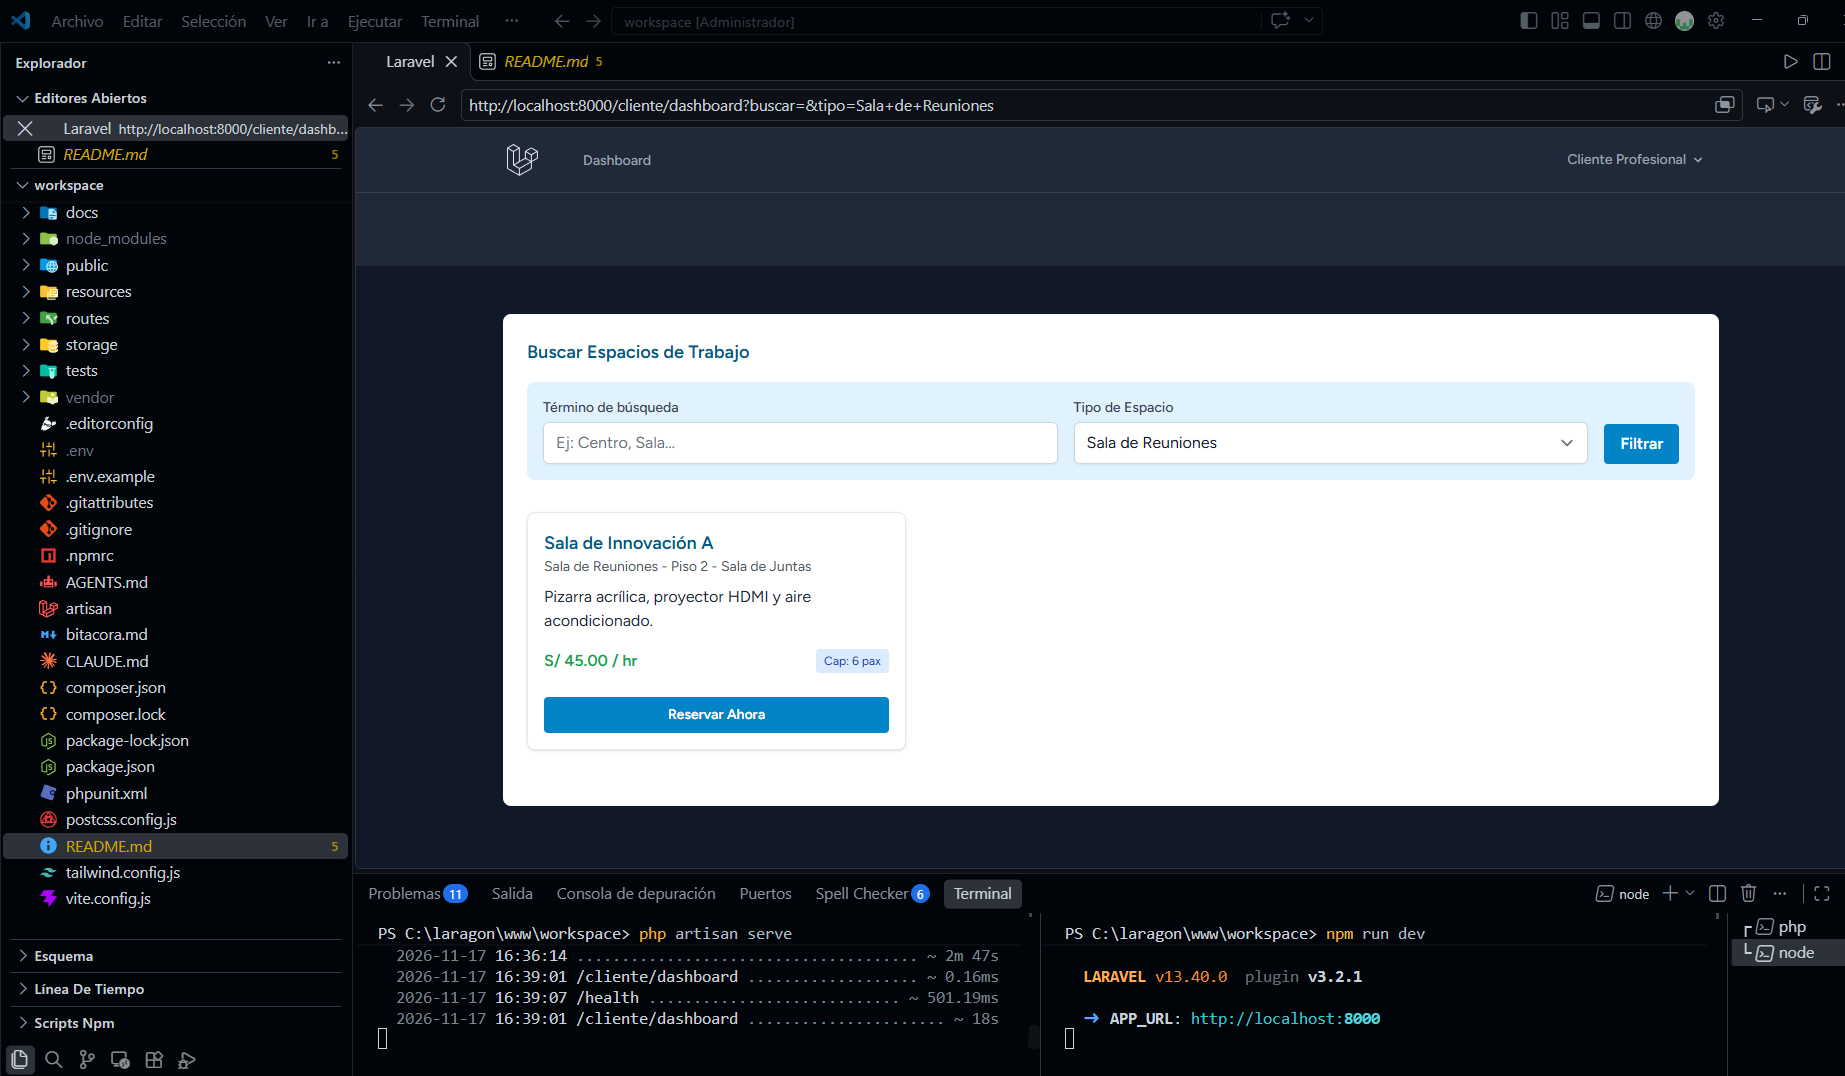 Archivo Editar Selección Ver Ir a Ejecutar Terminal ··· workspace [Administrador]
Explorador ···
Editores Abiertos
Laravel http://localhost:8000/cliente/dashb...
README.md 5
workspace
docs
node_modules
public
resources
routes
storage
tests
vendor
.editorconfig
.env
.env.example
.gitattributes
.gitignore
.npmrc
AGENTS.md
artisan
bitacora.md
CLAUDE.md
composer.json
composer.lock
package-lock.json
package.json
phpunit.xml
postcss.config.js
README.md 5
tailwind.config.js
vite.config.js
Esquema
Línea De Tiempo
Scripts Npm
Laravel README.md 5
http://localhost:8000/cliente/dashboard?buscar=&tipo=Sala+de+Reuniones
Dashboard Cliente Profesional
Buscar Espacios de Trabajo
Término de búsqueda Tipo de Espacio
Ej: Centro, Sala... Sala de Reuniones Filtrar
Sala de Innovación A
Sala de Reuniones - Piso 2 - Sala de Juntas
Pizarra acrílica, proyector HDMI y aire
acondicionado.
S/ 45.00 / hr Cap: 6 pax
Reservar Ahora
Problemas 11 Salida Consola de depuración Puertos Spell Checker 6 Terminal node
PS C:\laragon\www\workspace> php artisan serve
2026-11-17 16:36:14 ...................................... ~ 2m 47s
2026-11-17 16:39:01 /cliente/dashboard ................... ~ 0.16ms
2026-11-17 16:39:07 /health ............................ ~ 501.19ms
2026-11-17 16:39:01 /cliente/dashboard ...................... ~ 18s
PS C:\laragon\www\workspace> npm run dev
LARAVEL v13.40.0 plugin v3.2.1
➜ APP_URL: http://localhost:8000
php
node